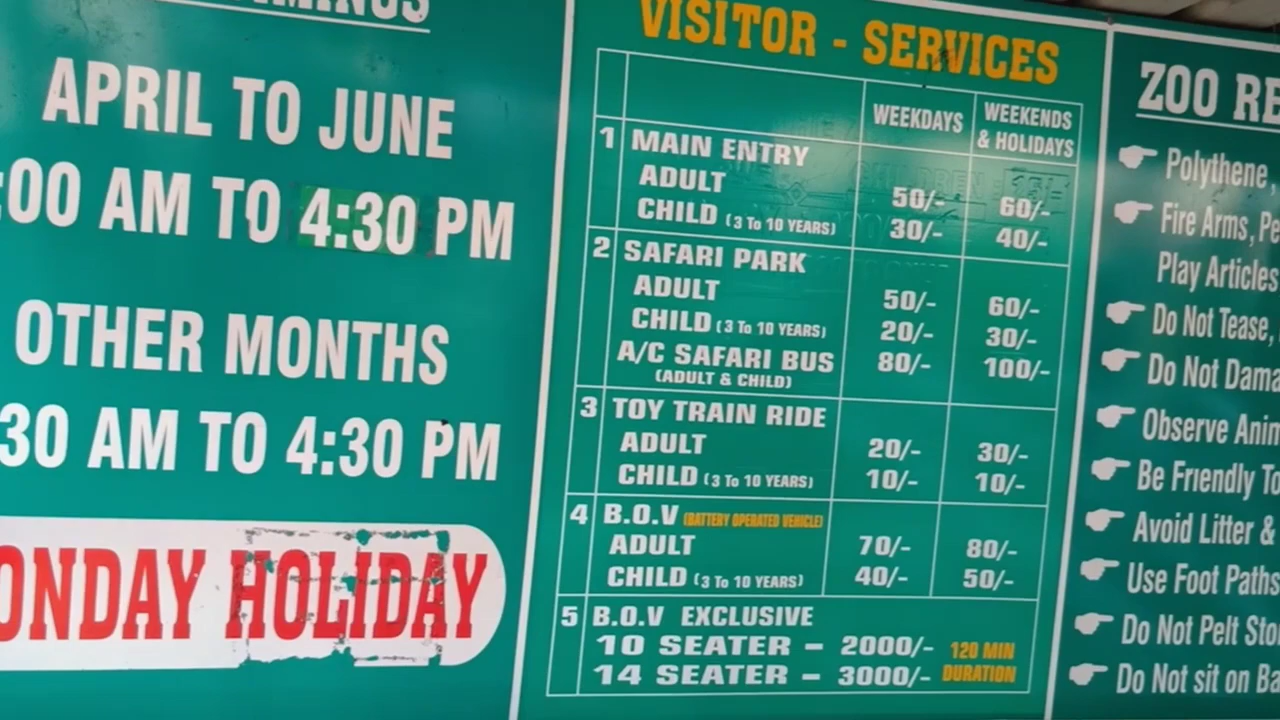 APRIL TO JUNE
:00 AM TO 4:30 PM
OTHER MONTHS
30 AM TO 4:30 PM
ONDAY HOLIDAY
VISITOR - SERVICES
WEEKDAYS WEEKENDS & HOLIDAYS
1 MAIN ENTRY
ADULT 50/- 60/-
CHILD (3 To 10 YEARS) 30/- 40/-
2 SAFARI PARK
ADULT 50/- 60/-
CHILD (3 To 10 YEARS) 20/- 30/-
A/C SAFARI BUS 80/- 100/-
(ADULT & CHILD)
3 TOY TRAIN RIDE
ADULT 20/- 30/-
CHILD (3 To 10 YEARS) 10/- 10/-
4 B.O.V (BATTERY OPERATED VEHICLE)
ADULT 70/- 80/-
CHILD (3 To 10 YEARS) 40/- 50/-
5 B.O.V EXCLUSIVE
10 SEATER - 2000/- 120 MIN
14 SEATER - 3000/- DURATION
ZOO RE
Polythene,
Fire Arms, Pe
Play Articles
Do Not Tease,
Do Not Dama
Observe Anim
Be Friendly To
Avoid Litter &
Use Foot Paths
Do Not Pelt Sto
Do Not sit on Ba